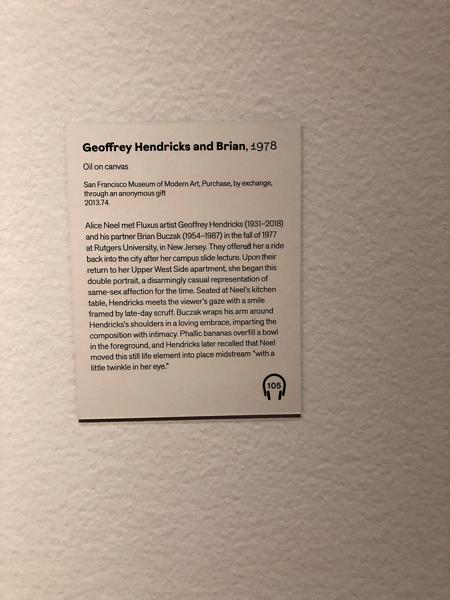 Geoffrey Hendricks and Brian, 1978
Oil on canvas
San Francisco Museum of Modern Art, Purchase, by exchange,
through an anonymous gift
2013.74
Alice Neel met Fluxus artist Geoffrey Hendricks (1931–2018)
and his partner Brian Buczak (1954–1987) in the fall of 1977
at Rutgers University, in New Jersey. They offered her a ride
back into the city after her campus slide lecture. Upon their
return to her Upper West Side apartment, she began this
double portrait, a disarmingly casual representation of
same-sex affection for the time. Seated at Neel's kitchen
table, Hendricks meets the viewer's gaze with a smile
framed by late-day scruff. Buczak wraps his arm around
Hendricks's shoulders in a loving embrace, imparting the
composition with intimacy. Phallic bananas overfill a bowl
in the foreground, and Hendricks later recalled that Neel
moved this still life element into place midstream "with a
little twinkle in her eye."
105